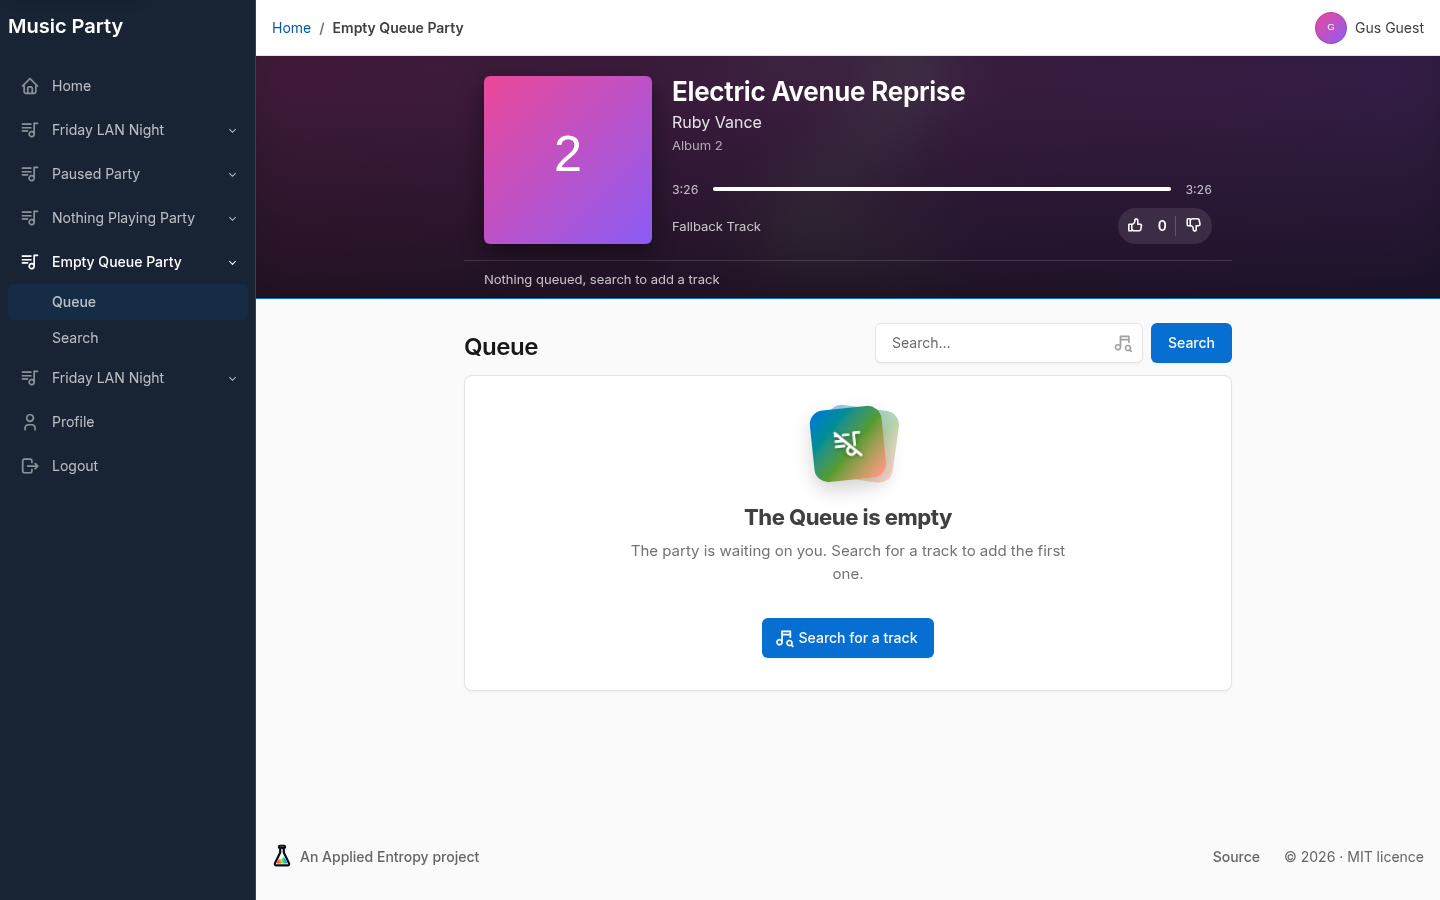 Music Party
Home
Friday LAN Night
Paused Party
Nothing Playing Party
Empty Queue Party
Queue
Search
Friday LAN Night
Profile
Logout
Home / Empty Queue Party
G Gus Guest
2
Electric Avenue Reprise
Ruby Vance
Album 2
3:26 3:26
Fallback Track 0
Nothing queued, search to add a track
Queue
Search... Search
The Queue is empty
The party is waiting on you. Search for a track to add the first
one.
Search for a track
An Applied Entropy project
Source © 2026 · MIT licence